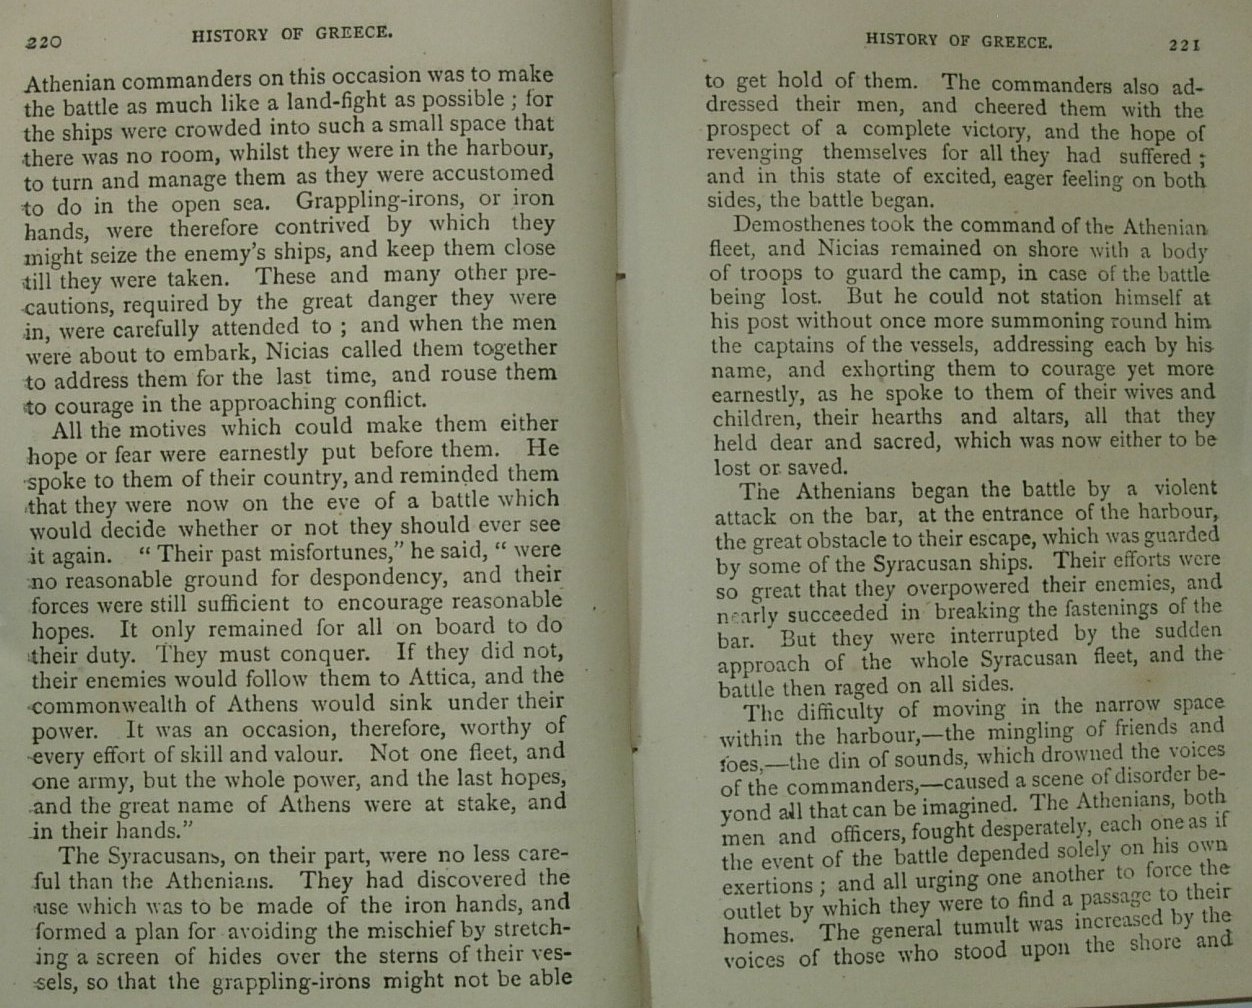 220
HISTORY OF GREECE.
Athenian commanders on this occasion was to make
the battle as much like a land-fight as possible ; for
the ships were crowded into such a small space that
there was no room, whilst they were in the harbour,
to turn and manage them as they were accustomed
to do in the open sea. Grappling-irons, or iron
hands, were therefore contrived by which they
might seize the enemy's ships, and keep them close
till they were taken. These and many other pre-
cautions, required by the great danger they were
in, were carefully attended to ; and when the men
were about to embark, Nicias called them together
to address them for the last time, and rouse them
to courage in the approaching conflict.
All the motives which could make them either
hope or fear were earnestly put before them. He
spoke to them of their country, and reminded them
that they were now on the eve of a battle which
would decide whether or not they should ever see
it again. “ Their past misfortunes,” he said, “ were
no reasonable ground for despondency, and their
forces were still sufficient to encourage reasonable
hopes. It only remained for all on board to do
their duty. They must conquer. If they did not,
their enemies would follow them to Attica, and the
commonwealth of Athens would sink under their
power. It was an occasion, therefore, worthy of
every effort of skill and valour. Not one fleet, and
one army, but the whole power, and the last hopes,
and the great name of Athens were at stake, and
in their hands.”
The Syracusans, on their part, were no less care-
ful than the Athenians. They had discovered the
use which was to be made of the iron hands, and
formed a plan for avoiding the mischief by stretch-
ing a screen of hides over the sterns of their ves-
sels, so that the grappling-irons might not be able
HISTORY OF GREECE.
221
to get hold of them. The commanders also ad-
dressed their men, and cheered them with the
prospect of a complete victory, and the hope of
revenging themselves for all they had suffered ;
and in this state of excited, eager feeling on both
sides, the battle began.
Demosthenes took the command of the Athenian
fleet, and Nicias remained on shore with a body
of troops to guard the camp, in case of the battle
being lost. But he could not station himself at
his post without once more summoning round him
the captains of the vessels, addressing each by his
name, and exhorting them to courage yet more
earnestly, as he spoke to them of their wives and
children, their hearths and altars, all that they
held dear and sacred, which was now either to be
lost or saved.
The Athenians began the battle by a violent
attack on the bar, at the entrance of the harbour,
the great obstacle to their escape, which was guarded
by some of the Syracusan ships. Their efforts were
so great that they overpowered their enemies, and
nearly succeeded in breaking the fastenings of the
bar. But they were interrupted by the sudden
approach of the whole Syracusan fleet, and the
battle then raged on all sides.
The difficulty of moving in the narrow space
within the harbour,—the mingling of friends and
foes,—the din of sounds, which drowned the voices
of the commanders,—caused a scene of disorder be-
yond all that can be imagined. The Athenians, both
men and officers, fought desperately, each one as if
the event of the battle depended solely on his own
exertions ; and all urging one another to force the
outlet by which they were to find a passage to their
homes. The general tumult was increased by the
voices of those who stood upon the shore and